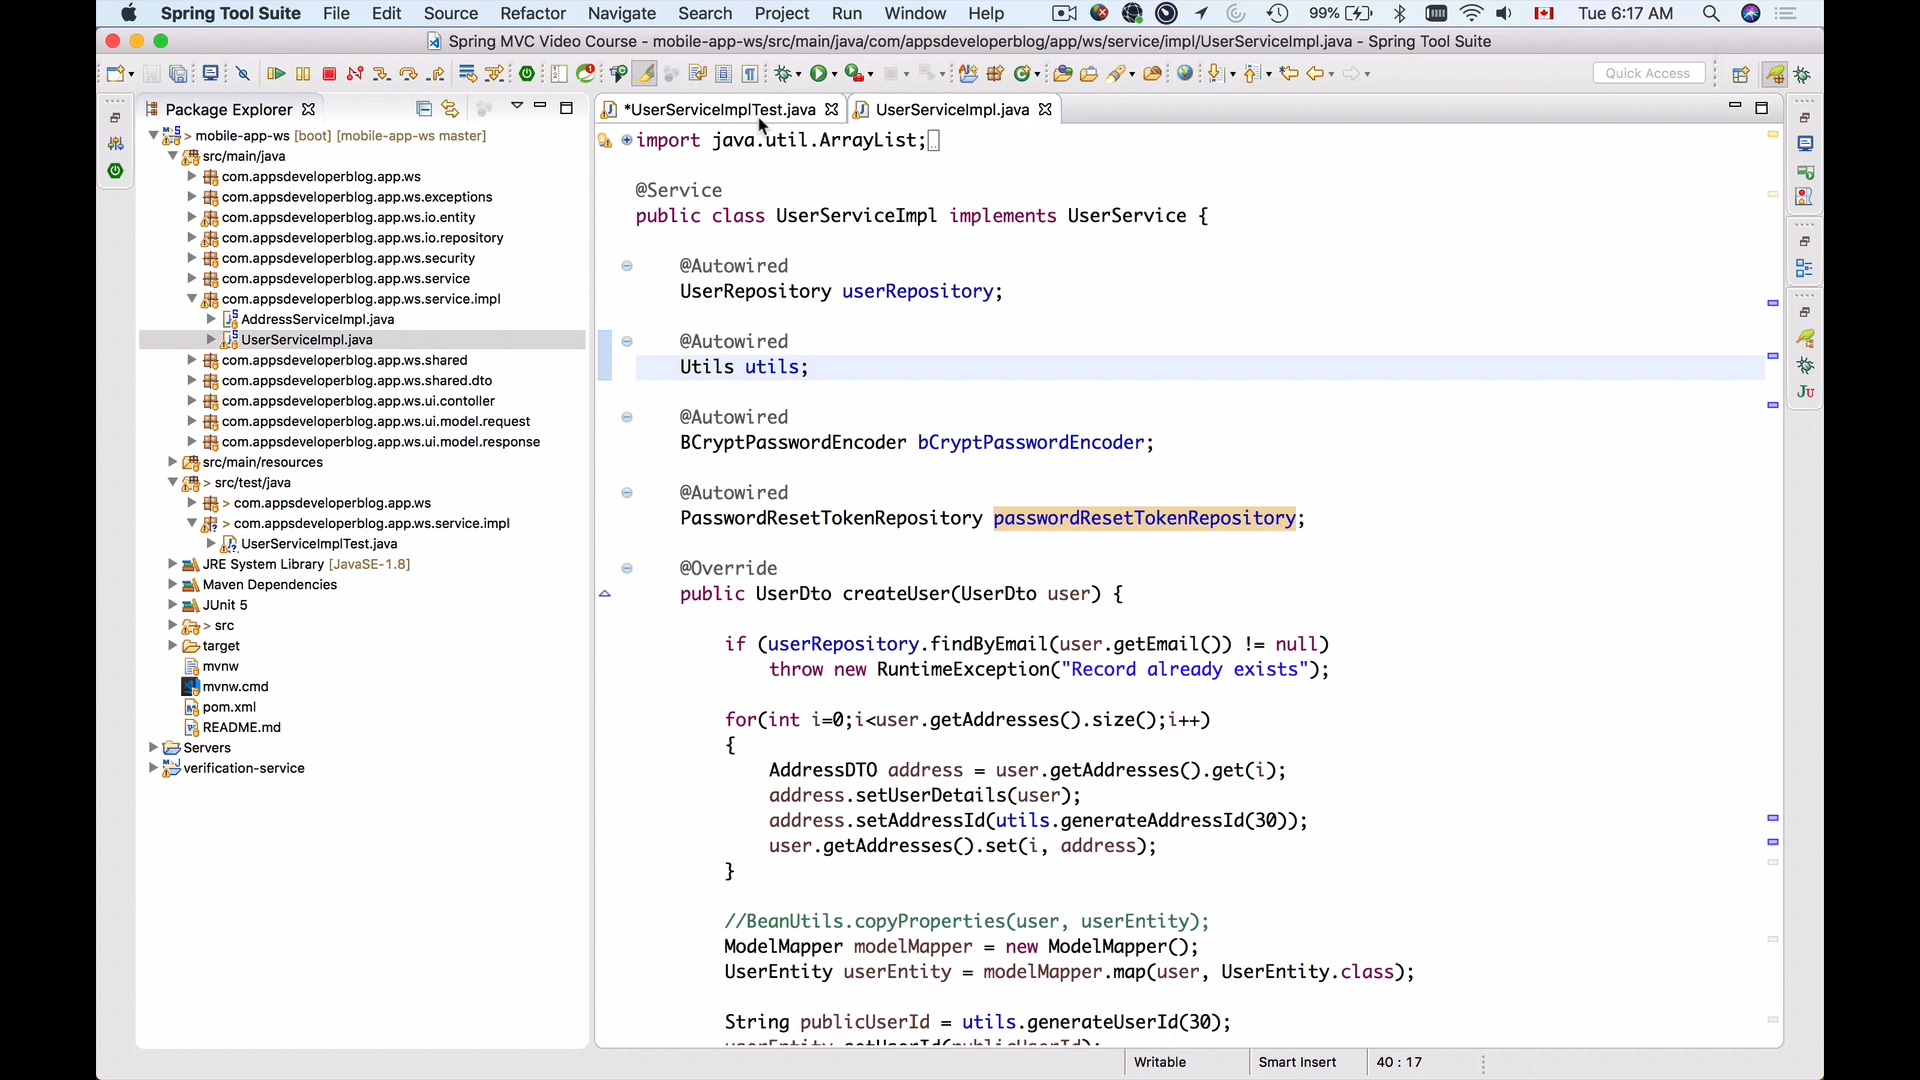 Spring Tool Suite File Edit Source Refactor Navigate Search Project Run Window Help 99% Tue 6:17 AM
Spring MVC Video Course - mobile-app-ws/src/main/java/com/appsdeveloperblog/app/ws/service/impl/UserServiceImpl.java - Spring Tool Suite
Quick Access
Package Explorer
mobile-app-ws [boot] [mobile-app-ws master]
src/main/java
com.appsdeveloperblog.app.ws
com.appsdeveloperblog.app.ws.exceptions
com.appsdeveloperblog.app.ws.io.entity
com.appsdeveloperblog.app.ws.io.repository
com.appsdeveloperblog.app.ws.security
com.appsdeveloperblog.app.ws.service
com.appsdeveloperblog.app.ws.service.impl
AddressServiceImpl.java
UserServiceImpl.java
com.appsdeveloperblog.app.ws.shared
com.appsdeveloperblog.app.ws.shared.dto
com.appsdeveloperblog.app.ws.ui.contoller
com.appsdeveloperblog.app.ws.ui.model.request
com.appsdeveloperblog.app.ws.ui.model.response
src/main/resources
> src/test/java
> com.appsdeveloperblog.app.ws
> com.appsdeveloperblog.app.ws.service.impl
UserServiceImplTest.java
JRE System Library [JavaSE-1.8]
Maven Dependencies
JUnit 5
> src
target
mvnw
mvnw.cmd
pom.xml
README.md
Servers
verification-service
*UserServiceImplTest.java UserServiceImpl.java
import java.util.ArrayList;
@Service
public class UserServiceImpl implements UserService {
@Autowired
UserRepository userRepository;
@Autowired
Utils utils;
@Autowired
BCryptPasswordEncoder bCryptPasswordEncoder;
@Autowired
PasswordResetTokenRepository passwordResetTokenRepository;
@Override
public UserDto createUser(UserDto user) {
if (userRepository.findByEmail(user.getEmail()) != null)
throw new RuntimeException("Record already exists");
for(int i=0;i<user.getAddresses().size();i++)
{
AddressDTO address = user.getAddresses().get(i);
address.setUserDetails(user);
address.setAddressId(utils.generateAddressId(30));
user.getAddresses().set(i, address);
}
//BeanUtils.copyProperties(user, userEntity);
ModelMapper modelMapper = new ModelMapper();
UserEntity userEntity = modelMapper.map(user, UserEntity.class);
String publicUserId = utils.generateUserId(30);
userEntity.setUserId(publicUserId);
Writable Smart Insert 40 : 17